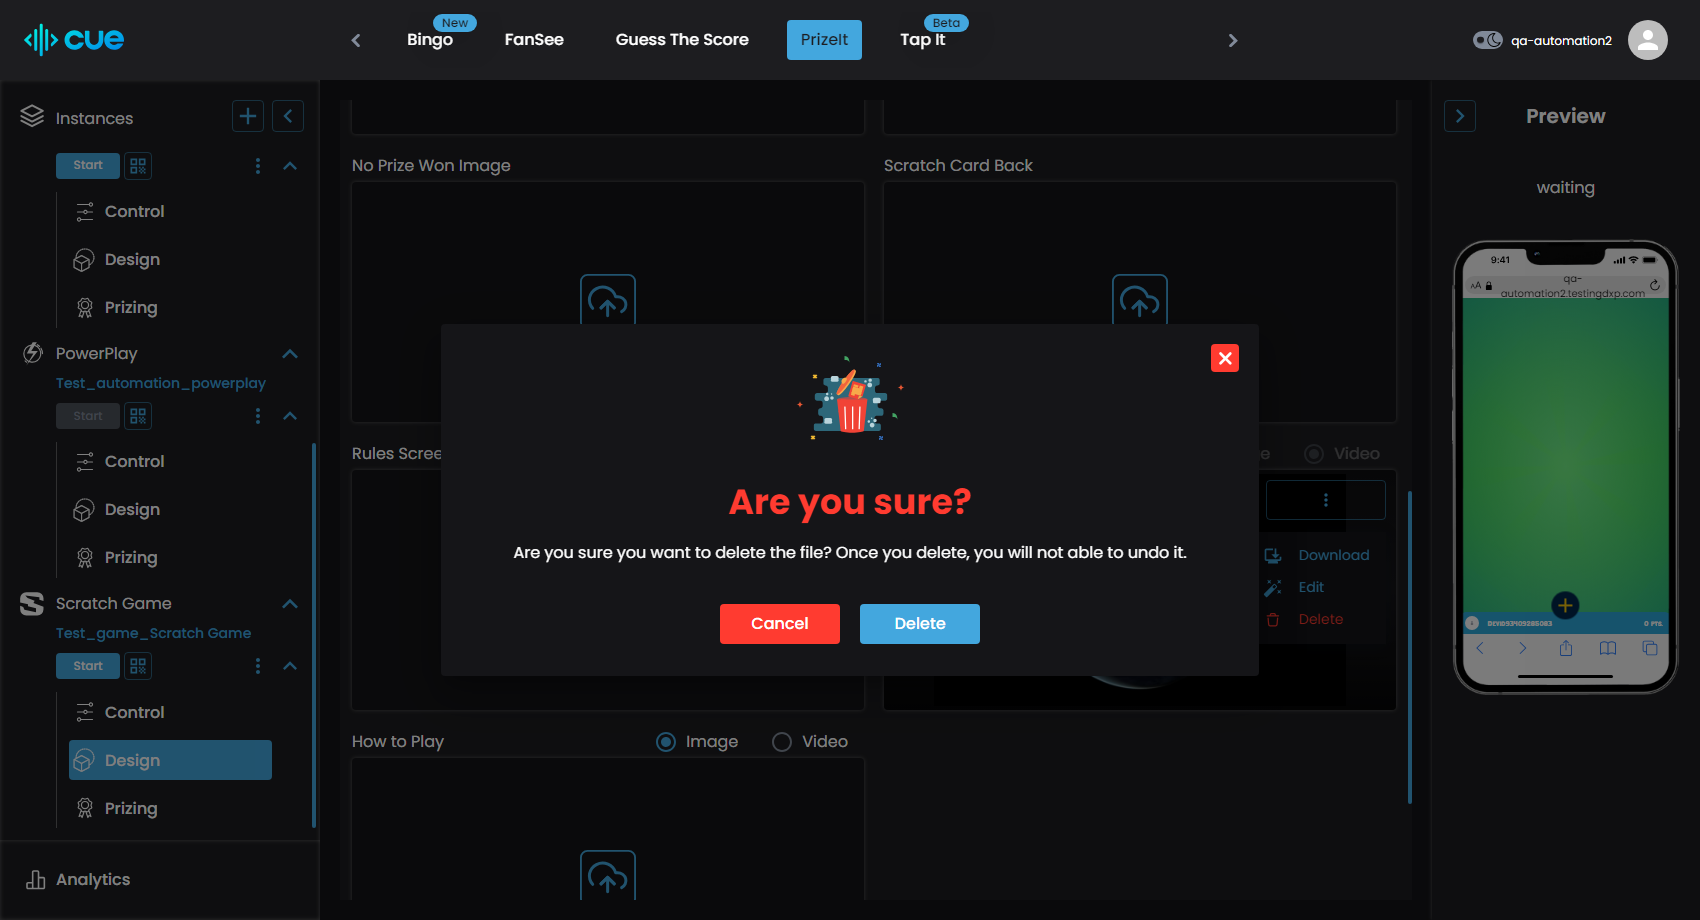 cue
New
Bingo
FanSee
Guess The Score
PrizeIt
Beta
Tap It
qa-automation2
Instances
Start
Control
Design
Prizing
PowerPlay
Test_automation_powerplay
Start
Control
Design
Prizing
Scratch Game
Test_game_Scratch Game
Start
Control
Design
Prizing
Analytics
No Prize Won Image
Scratch Card Back
Rules Scree
e
Video
Download
Edit
Delete
How to Play
Image
Video
Are you sure?
Are you sure you want to delete the file? Once you delete, you will not able to undo it.
Cancel
Delete
Preview
waiting
9:41
AA
qa-
automation2.testingdxp.com
0 PTS.